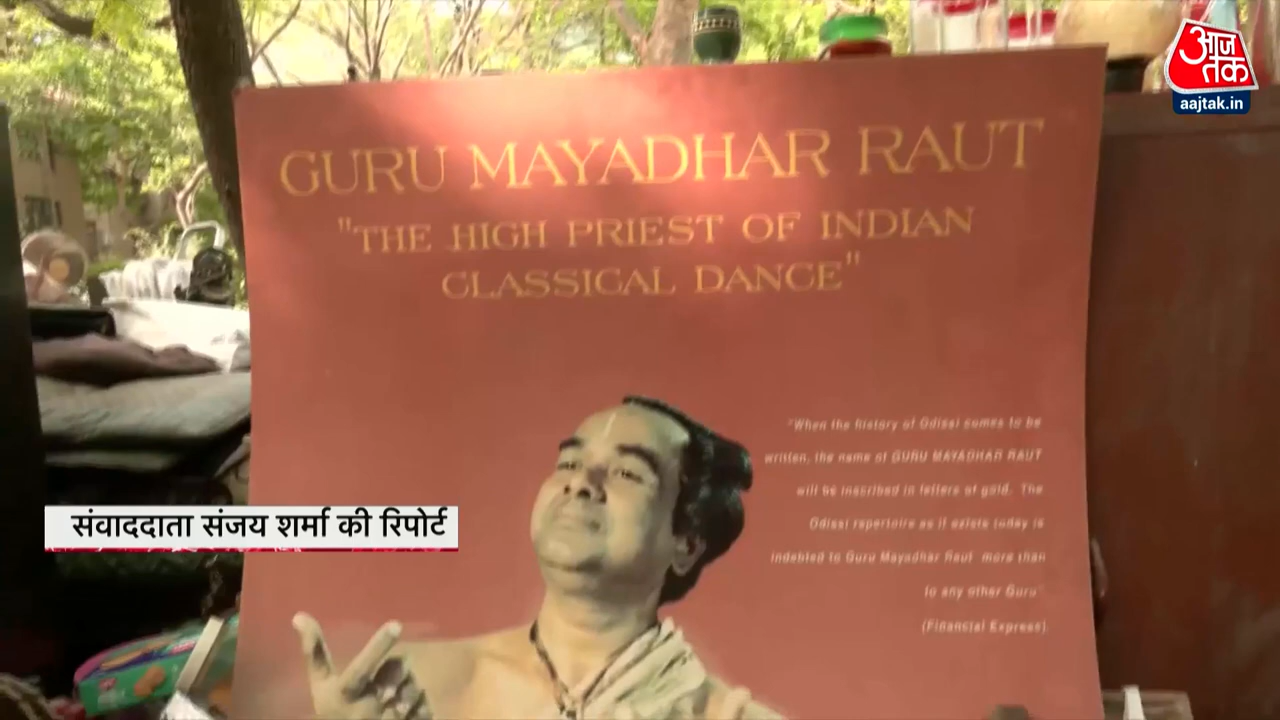 आज
तक
aajtak.in
GURU MAYADHAR RAUT
"THE HIGH PRIEST OF INDIAN
CLASSICAL DANCE"
"When the history of Odissi comes to be
written, the name of GURU MAYADHAR RAUT
will be inscribed in letters of gold. The
Odissi repertoire as it exists today is
indebted to Guru Mayadhar Raut more than
to any other Guru"
(Financial Express)
संवाददाता संजय शर्मा की रिपोर्ट